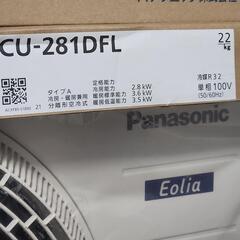 CU-281DFL
22
kg
タイプA
冷房・暖房兼用
分離形空冷式
定格能力
冷房能力 2.8 kW
暖房標準能力 3.6 kW
暖房低温能力 3.5 kW
冷媒R32
単相100V
(50/60Hz)
Panasonic
Eolia